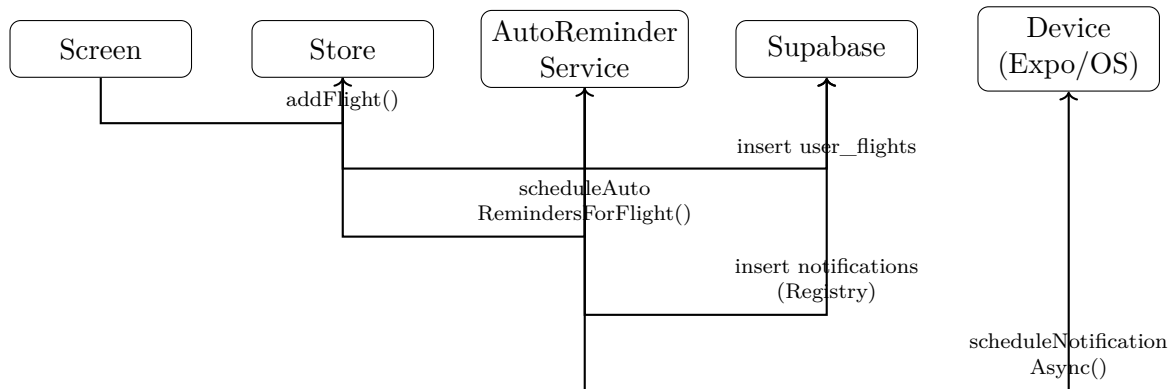 Screen
Store
AutoReminder
Service
Supabase
Device
(Expo/OS)
addFlight()
insert user_flights
scheduleAuto
RemindersForFlight()
insert notifications
(Registry)
scheduleNotification
Async()